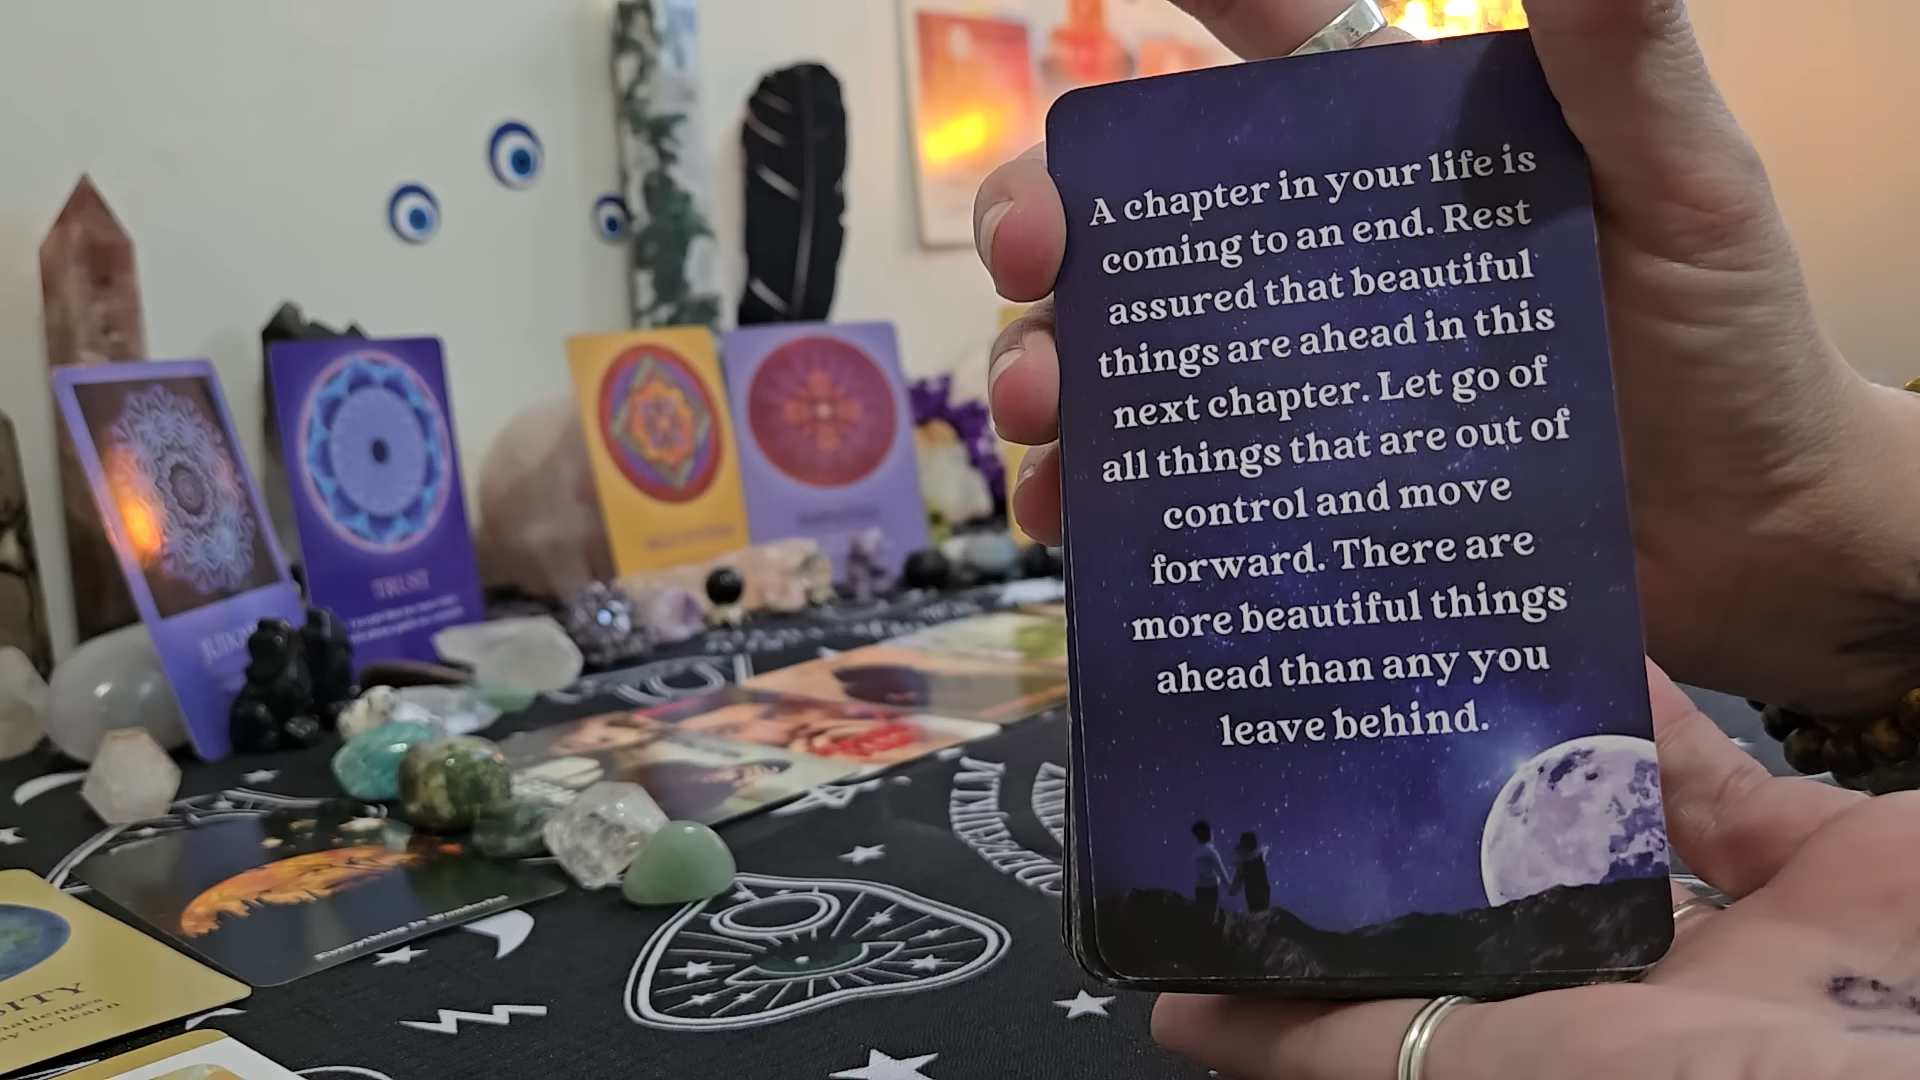 A chapter in your life is
coming to an end. Rest
assured that beautiful
things are ahead in this
next chapter. Let go of
all things that are out of
control and move
forward. There are
more beautiful things
ahead than any you
leave behind.
TRUST